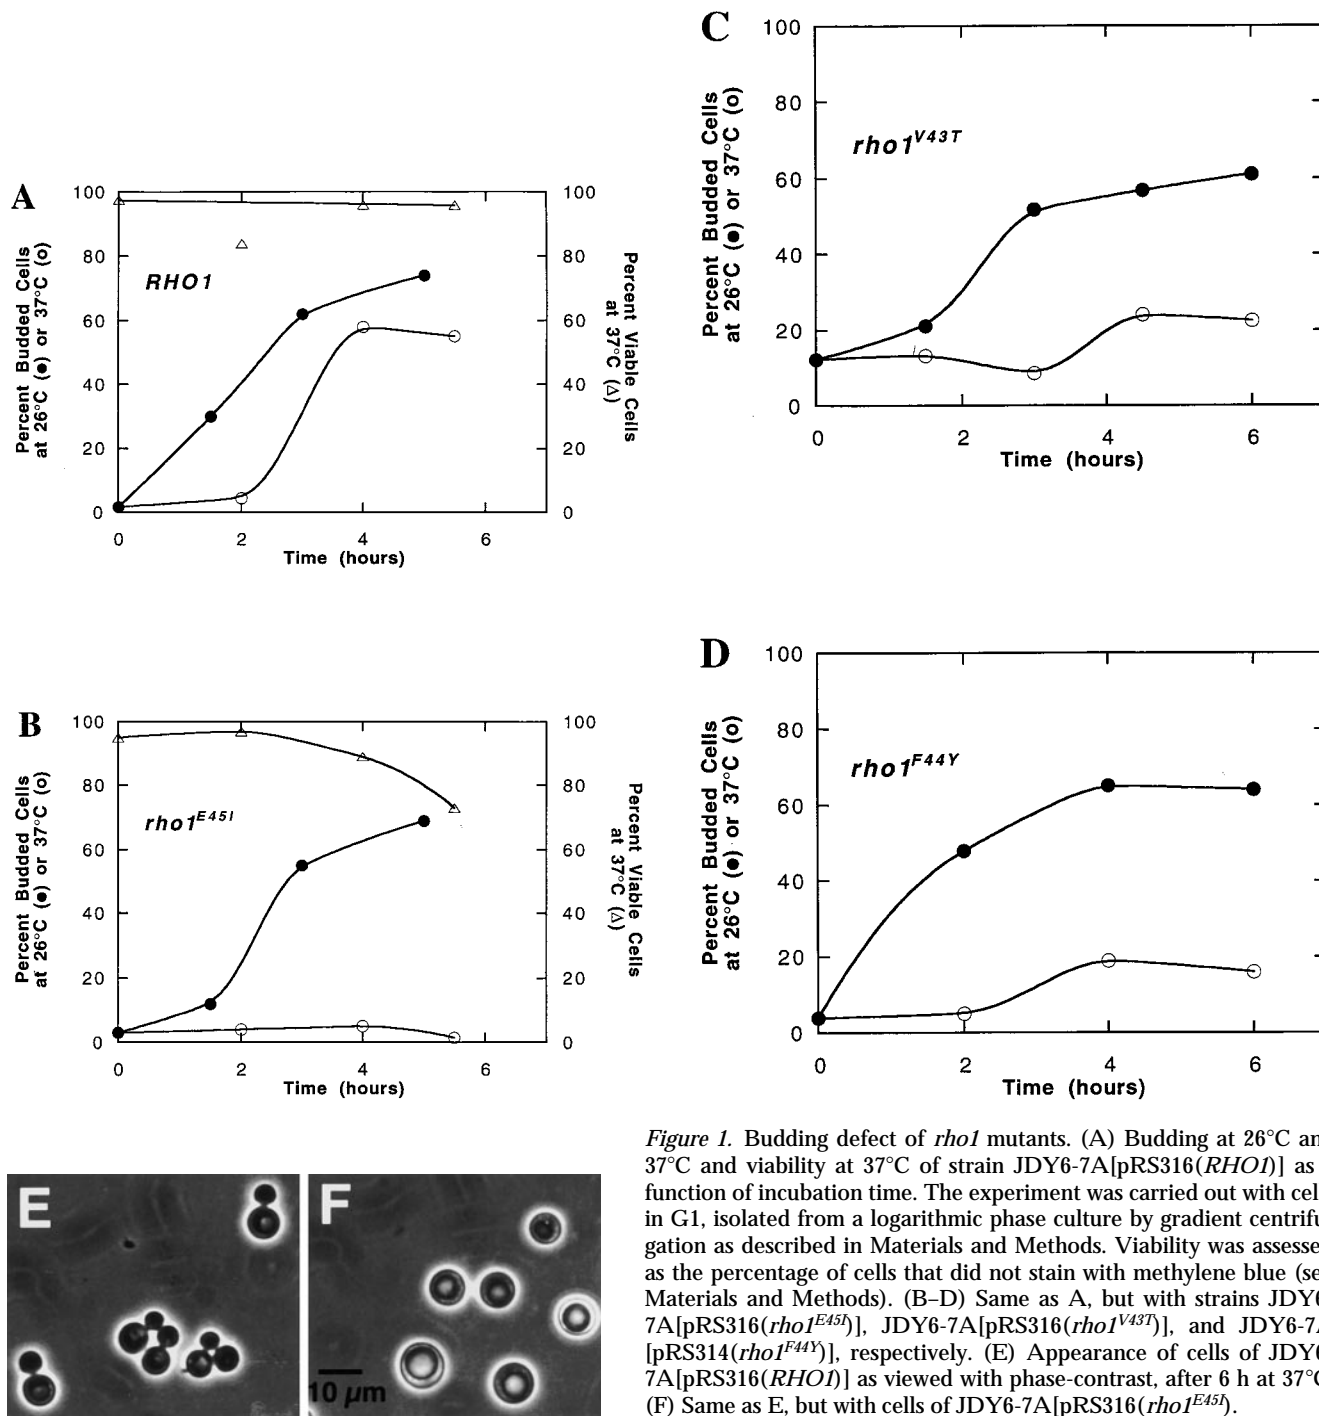 A
Percent Budded Cells
at 26°C (●) or 37°C (o)
100
80
60
40
20
0
RHO1
100
80
60
40
20
0
Percent Viable Cells
at 37°C (Δ)
0 2 4 6
Time (hours)
C
Percent Budded Cells
at 26°C (●) or 37°C (o)
100
80
60
40
20
0
rho1V43T
0 2 4 6
Time (hours)
B
Percent Budded Cells
at 26°C (●) or 37°C (o)
100
80
60
40
20
0
rho1E45I
100
80
60
40
20
0
Percent Viable Cells
at 37°C (Δ)
0 2 4 6
Time (hours)
D
Percent Budded Cells
at 26°C (●) or 37°C (o)
100
80
60
40
20
0
rho1F44Y
0 2 4 6
Time (hours)
E
F
10 μm
Figure 1. Budding defect of rho1 mutants. (A) Budding at 26°C an
37°C and viability at 37°C of strain JDY6-7A[pRS316(RHO1)] as
function of incubation time. The experiment was carried out with cell
in G1, isolated from a logarithmic phase culture by gradient centrifu
gation as described in Materials and Methods. Viability was assesse
as the percentage of cells that did not stain with methylene blue (se
Materials and Methods). (B–D) Same as A, but with strains JDY6
7A[pRS316(rho1E45I)], JDY6-7A[pRS316(rho1V43T)], and JDY6-7A
[pRS314(rho1F44Y)], respectively. (E) Appearance of cells of JDY6
7A[pRS316(RHO1)] as viewed with phase-contrast, after 6 h at 37°C
(F) Same as E, but with cells of JDY6-7A[pRS316(rho1E45I).